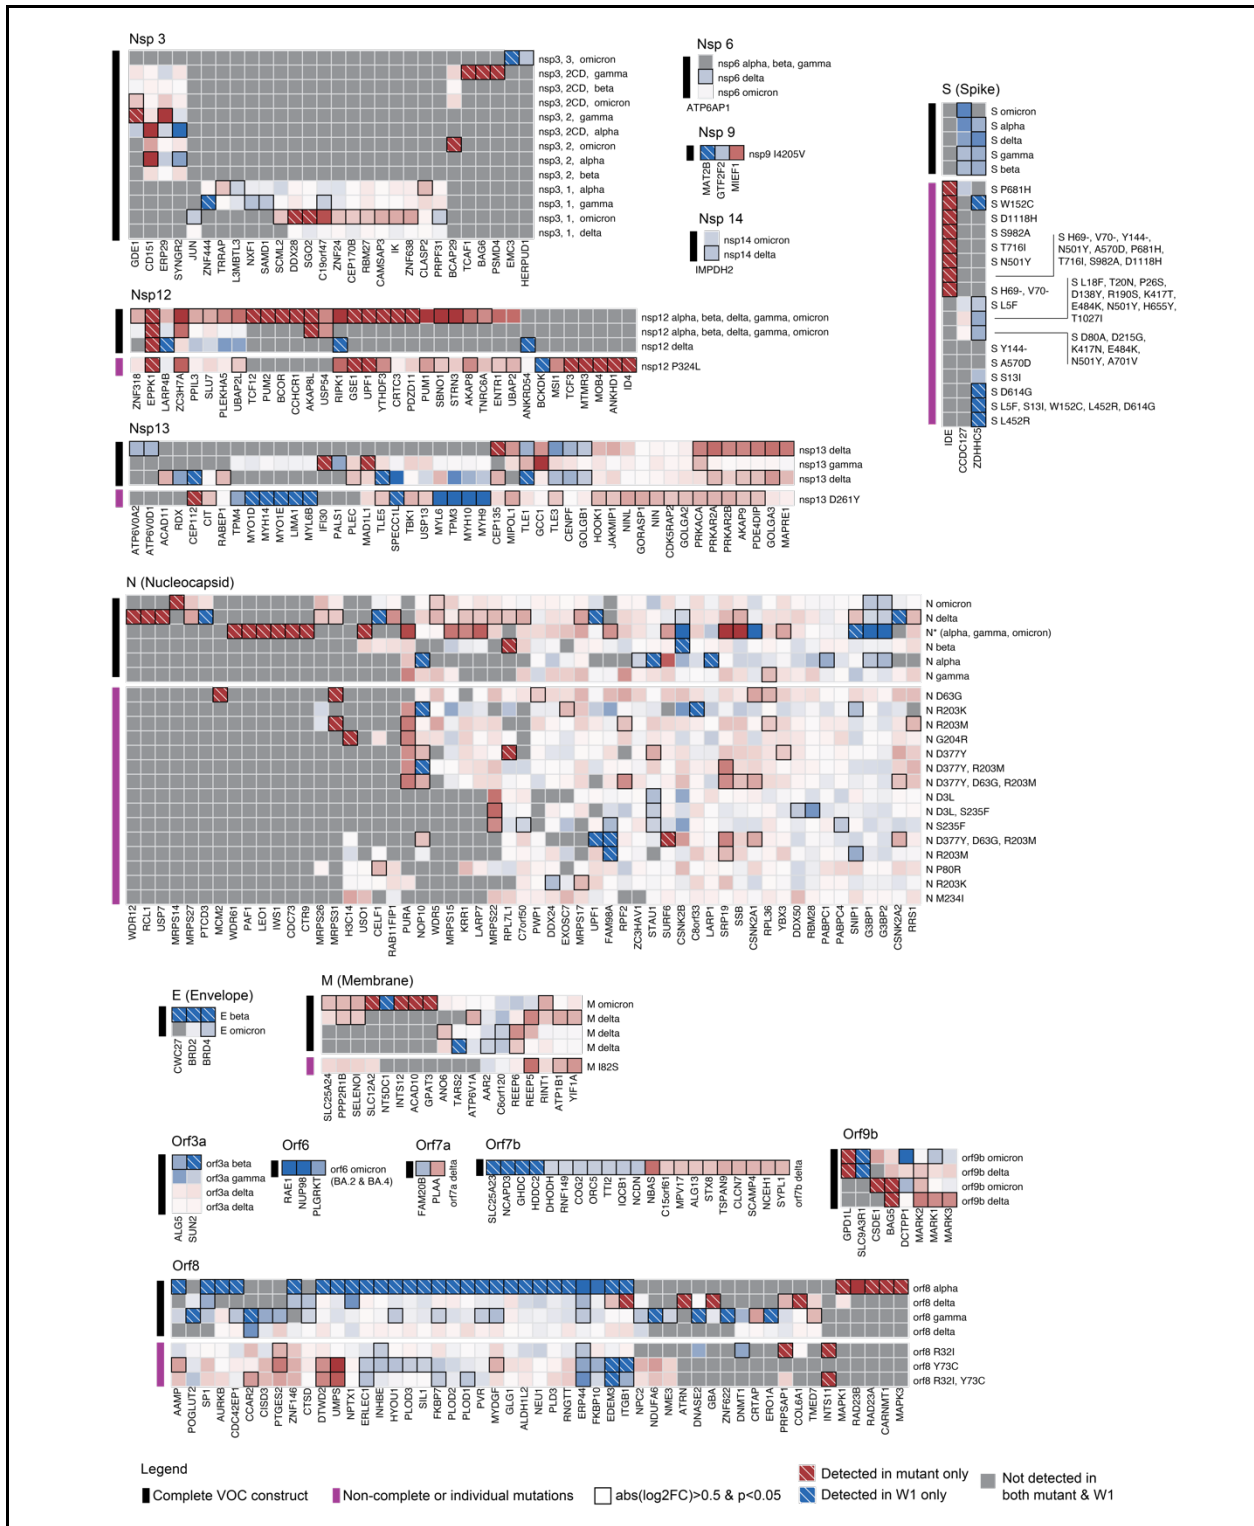 Nsp 3
nsp3, 3, omicron
nsp3, 2CD, gamma
nsp3, 2CD, beta
nsp3, 2CD, omicron
nsp3, 2, gamma
nsp3, 2CD, alpha
nsp3, 2, omicron
nsp3, 2, alpha
nsp3, 2, beta
nsp3, 1, alpha
nsp3, 1, gamma
nsp3, 1, omicron
nsp3, 1, delta
GDE1
CD151
ERP29
SYNGR2
JUN
ZNF444
TRRAP
L3MBTL3
NXF1
SAMD1
SCML2
DDX28
SGO2
C19orf47
ZNF24
CEP170B
RBM27
CAMSAP3
IK
ZNF638
CLASP2
PRPF31
BCAP29
TCAF1
BAG6
PSMD4
EMC3
HERPUD1
Nsp 6
nsp6 alpha, beta, gamma
nsp6 delta
nsp6 omicron
ATP6AP1
Nsp 9
nsp9 I4205V
MAT2B
GTF2F2
MIEF1
Nsp 14
nsp14 omicron
nsp14 delta
IMPDH2
S (Spike)
S omicron
S alpha
S delta
S gamma
S beta
S P681H
S W152C
S D1118H
S S982A
S T716I
S N501Y
S H69-, V70-, Y144-,
N501Y, A570D, P681H,
T716I, S982A, D1118H
S H69-, V70-
S L5F
S L18F, T20N, P26S,
D138Y, R190S, K417T,
E484K, N501Y, H655Y,
T1027I
S D80A, D215G,
K417N, E484K,
N501Y, A701V
S Y144-
S A570D
S S13I
S D614G
S L5F, S13I, W152C, L452R, D614G
S L452R
IDE
CCDC127
ZDHHC5
Nsp12
nsp12 alpha, beta, delta, gamma, omicron
nsp12 alpha, beta, delta, gamma, omicron
nsp12 delta
nsp12 P324L
ZNF318
EPPK1
LARP4B
ZC3H7A
PPIL3
SLU7
PLEKHA5
UBAP2L
TCF12
PUM2
BCOR
CCHCR1
AKAP8L
USP54
RIPK1
GSE1
UPF1
YTHDF3
CRTC3
PDZD11
PUM1
SBNO1
STRN3
AKAP8
TNRC6A
ENTR1
UBAP2
ANKRD54
BCKDK
MSI1
TCF3
MTMR3
MOB4
ANKHD1
ID4
Nsp13
nsp13 delta
nsp13 gamma
nsp13 delta
nsp13 D261Y
ATP6V0A2
ATP6V0D1
ACAD11
RDX
CEP112
CIT
RABEP1
TPM4
MYO1D
MYH14
MYO1E
LIMA1
MYL6B
IFI30
PALS1
PLEC
MAD1L1
TLE5
SPECC1L
TBK1
USP13
MYL6
TPM3
MYH10
MYH9
CEP135
MIPOL1
TLE1
GCC1
TLE3
CENPF
GOLGB1
HOOK1
JAKMIP1
NINL
GORASP1
NIN
CDK5RAP2
GOLGA2
PRKACA
PRKAR2A
PRKAR2B
AKAP9
PDE4DIP
GOLGA3
MAPRE1
N (Nucleocapsid)
N omicron
N delta
N* (alpha, gamma, omicron)
N beta
N alpha
N gamma
N D63G
N R203K
N R203M
N G204R
N D377Y
N D377Y, R203M
N D377Y, D63G, R203M
N D3L
N D3L, S235F
N S235F
N D377Y, D63G, R203M
N R203M
N P80R
N R203K
N M234I
WDR12
RCL1
USP7
MRPS14
MRPS27
PTCD3
MCM2
WDR61
PAF1
LEO1
IWS1
CDC73
CTR9
MRPS26
MRPS31
H3C14
USO1
CELF1
RAB11FIP1
PURA
NOP10
WDR5
MRPS15
KRR1
LARP7
MRPS22
RPL7L1
C7orf50
PWP1
DDX24
EXOSC7
MRPS17
UPF1
FAM98A
RPF2
ZC3HAV1
STAU1
SURF6
CSNK2B
C8orf33
LARP1
SRP19
SSB
CSNK2A1
RPL36
YBX3
DDX50
RBM28
PABPC1
PABPC4
SNIP1
G3BP1
G3BP2
CSNK2A2
RRS1
E (Envelope)
E beta
E omicron
CWC27
BRD2
BRD4
M (Membrane)
M omicron
M delta
M delta
M delta
M I82S
SLC25A24
PPP2R1B
SELENOI
SLC12A2
NT5DC1
INTS12
ACAD10
GPAT3
ANO6
TARS2
ATP6V1A
AAR2
C6orf120
REEP6
REEP5
RINT1
ATP1B1
YIF1A
Orf3a
orf3a beta
orf3a gamma
orf3a delta
orf3a delta
ALG5
SUN2
Orf6
orf6 omicron
(BA.2 & BA.4)
RAE1
NUP98
PLGRKT
Orf7a
orf7a delta
FAM20B
PLAA
Orf7b
orf7b delta
SLC25A23
NCAPD3
GHDC
HDDC2
DHODH
RNF149
COG2
ORC5
TTI2
IQCB1
NCDN
NBAS
C15orf61
MPV17
ALG13
STX8
TSPAN9
CLCN7
SCAMP4
NCEH1
SYPL1
Orf9b
orf9b omicron
orf9b delta
orf9b omicron
orf9b delta
GPD1L
SLC9A3R1
CSDE1
BAG5
DCTPP1
MARK2
MARK1
MARK3
Orf8
orf8 alpha
orf8 delta
orf8 gamma
orf8 delta
orf8 R32I
orf8 Y73C
orf8 R32I, Y73C
AAMP
POGLUT2
SP1
AURKB
CDC42EP1
CCAR2
CISD3
PTGES2
ZNF146
CTSD
DTWD2
UMPS
NPTX1
ERLEC1
INHBE
HYOU1
PLOD3
SIL1
FKBP7
PLOD2
PLOD1
PVR
MYDGF
GLG1
ALDH1L2
NEU1
PLD3
RNGTT
ERP44
FKBP10
EDEM3
ITGB1
NPC2
NDUFA6
NME3
ATRN
DNASE2
GBA
ZNF622
DNMT1
ERO1A
CRTAP
PRPSAP1
COL6A1
TMED7
INTS11
MAPK1
RAD23B
RAD23A
CARNMT1
MAPK3
Legend
Complete VOC construct
Non-complete or individual mutations
abs(log2FC)>0.5 & p<0.05
Detected in mutant only
Detected in W1 only
Not detected in
both mutant & W1